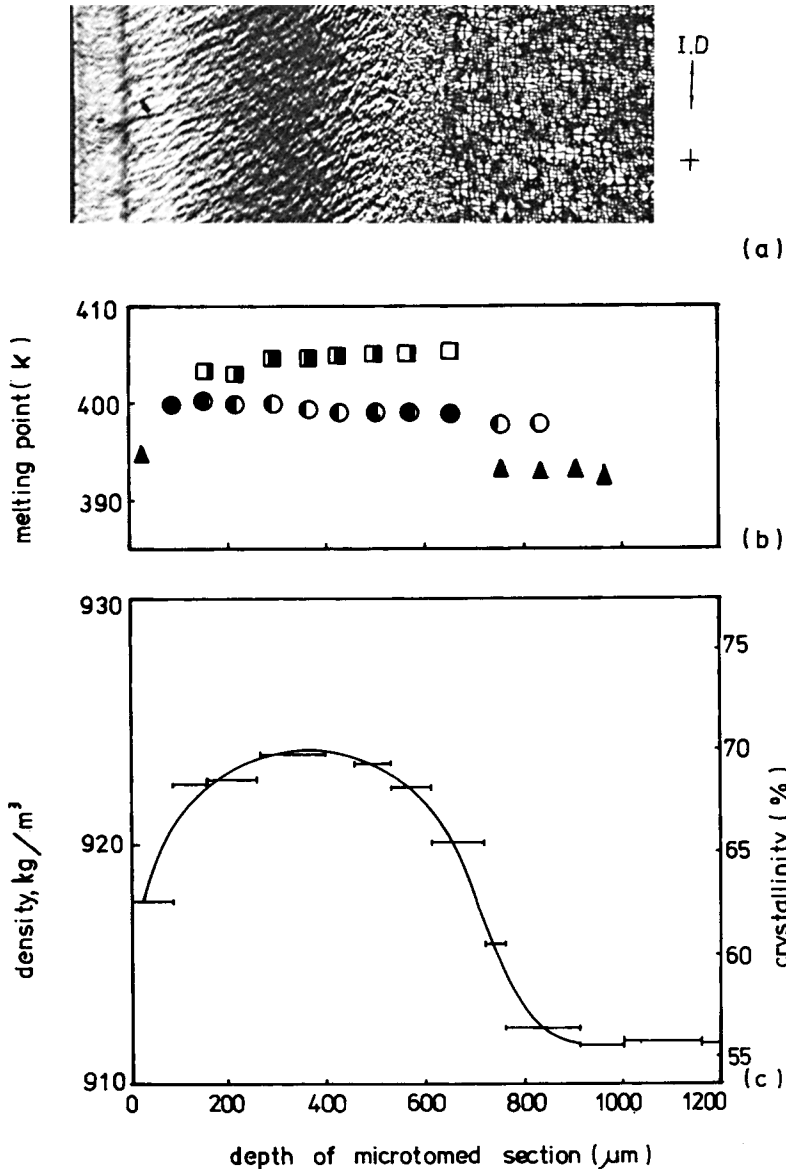 I.D
(a)
410
400
390
melting point( k)
(b)
930
920
910
density, kg/m³
75
70
65
60
55
crystallinity (%)
(c)
0 200 400 600 800 1000 1200
depth of microtomed section (μm)